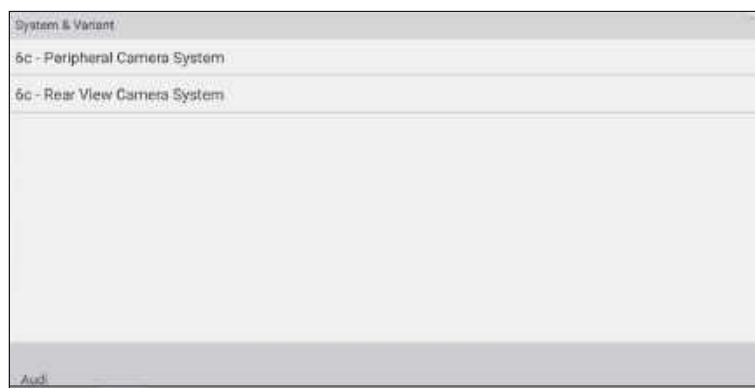 System & Variant
6c - Peripheral Camera System
6c - Rear View Camera System
Audi